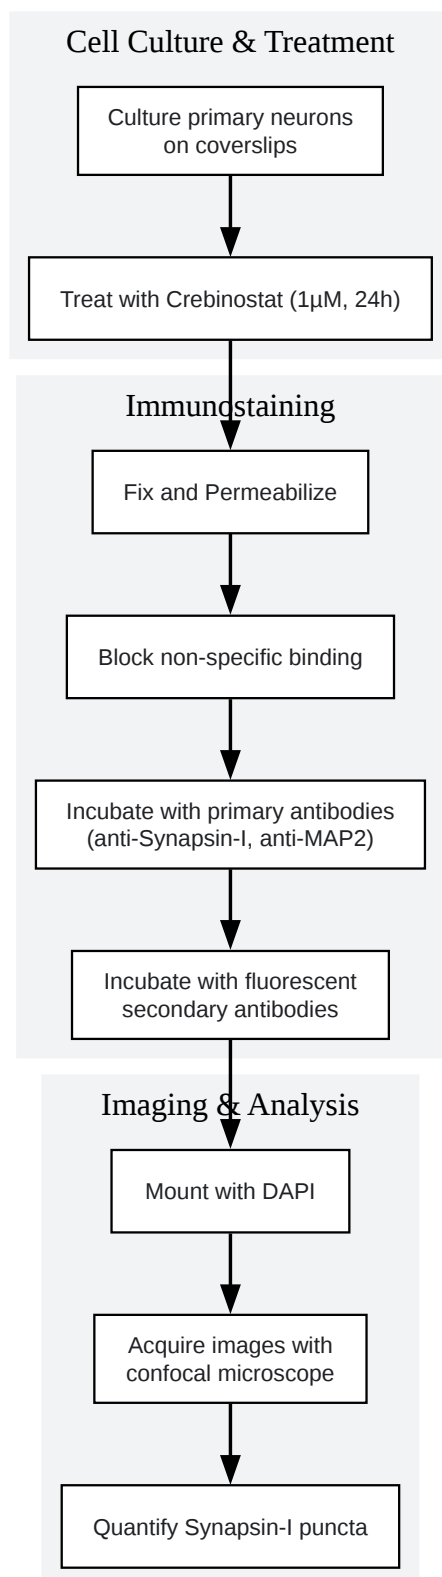 Cell Culture & Treatment
Culture primary neurons
on coverslips
Treat with Crebinostat (1µM, 24h)
Immunostaining
Fix and Permeabilize
Block non-specific binding
Incubate with primary antibodies
(anti-Synapsin-I, anti-MAP2)
Incubate with fluorescent
secondary antibodies
Imaging & Analysis
Mount with DAPI
Acquire images with
confocal microscope
Quantify Synapsin-I puncta